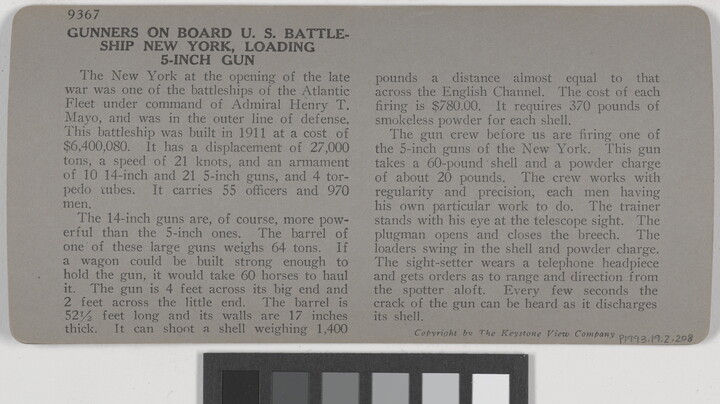 9367
GUNNERS ON BOARD U. S. BATTLE-
SHIP NEW YORK, LOADING
5-INCH GUN
The New York at the opening of the late
war was one of the battleships of the Atlantic
Fleet under command of Admiral Henry T.
Mayo, and was in the outer line of defense.
This battleship was built in 1911 at a cost of
$6,400,080. It has a displacement of 27,000
tons, a speed of 21 knots, and an armament
of 10 14-inch and 21 5-inch guns, and 4 tor-
pedo tubes. It carries 55 officers and 970
men.
The 14-inch guns are, of course, more pow-
erful than the 5-inch ones. The barrel of
one of these large guns weighs 64 tons. If
a wagon could be built strong enough to
hold the gun, it would take 60 horses to haul
it. The gun is 4 feet across its big end and
2 feet across the little end. The barrel is
52½ feet long and its walls are 17 inches
thick. It can shoot a shell weighing 1,400
pounds a distance almost equal to that
across the English Channel. The cost of each
firing is $780.00. It requires 370 pounds of
smokeless powder for each shell.
The gun crew before us are firing one of
the 5-inch guns of the New York. This gun
takes a 60-pound shell and a powder charge
of about 20 pounds. The crew works with
regularity and precision, each men having
his own particular work to do. The trainer
stands with his eye at the telescope sight. The
plugman opens and closes the breech. The
loaders swing in the shell and powder charge.
The sight-setter wears a telephone headpiece
and gets orders as to range and direction from
the spotter aloft. Every few seconds the
crack of the gun can be heard as it discharges
its shell.
Copyright by The Keystone View Company
P1993.19.2.208